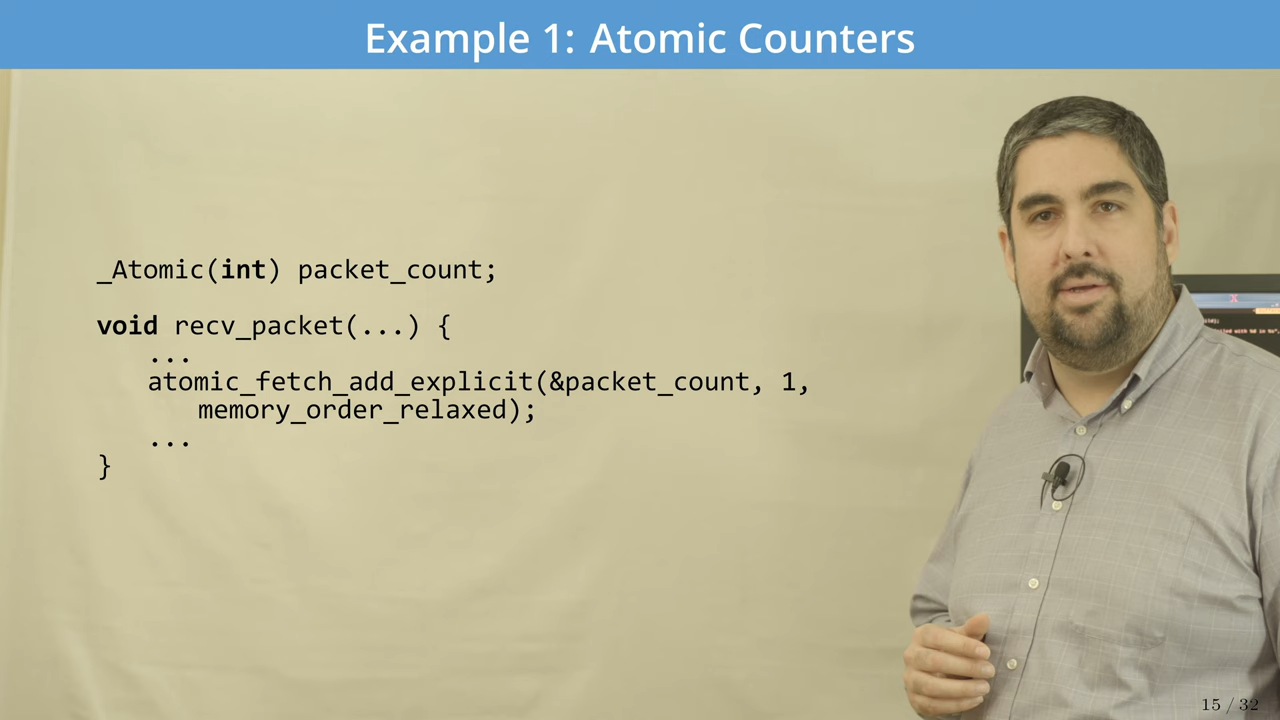 Example 1: Atomic Counters
_Atomic(int) packet_count;
void recv_packet(...) {
...
atomic_fetch_add_explicit(&packet_count, 1,
memory_order_relaxed);
...
}
15 / 32